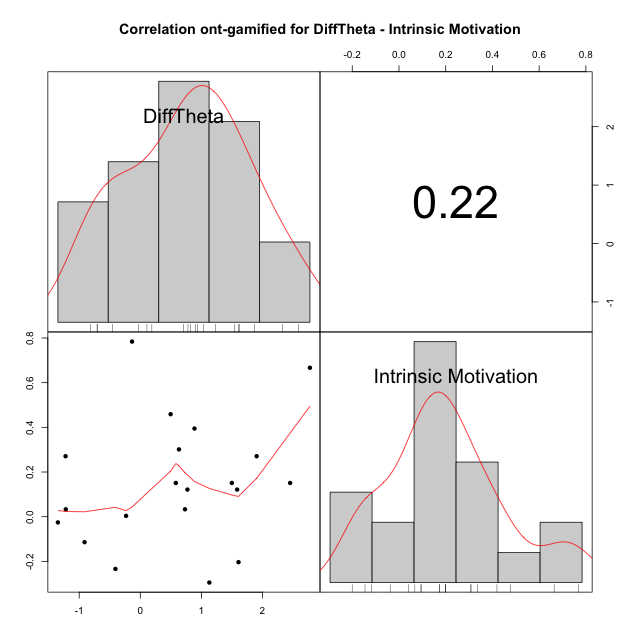 Correlation ont-gamified for DiffTheta - Intrinsic Motivation
-0.2 0.0 0.2 0.4 0.6 0.8
DiffTheta
0.22
2
1
0
-1
Intrinsic Motivation
0.8
0.6
0.4
0.2
0.0
-0.2
-1 0 1 2